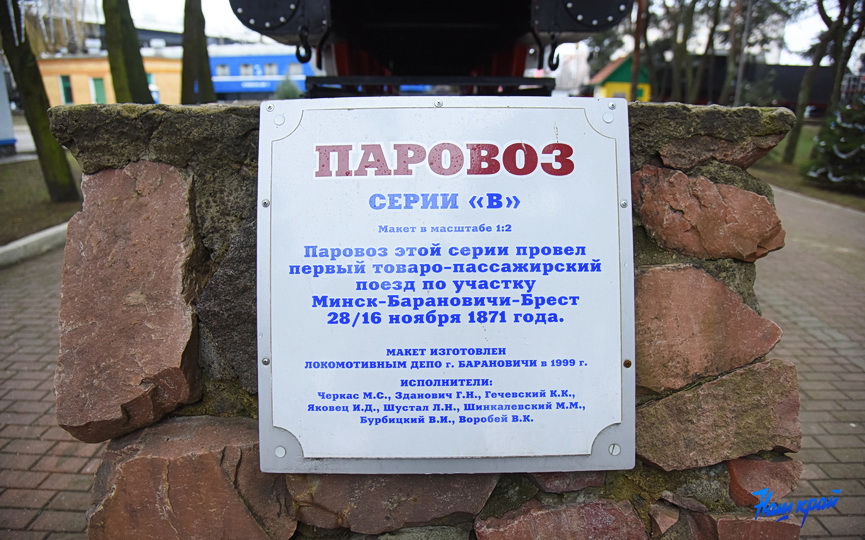 ПАРОВОЗ
СЕРИИ «В»
Макет в масштабе 1:2
Паровоз этой серии провел
первый товаро-пассажирский
поезд по участку
Минск-Барановичи-Брест
28/16 ноября 1871 года.
МАКЕТ ИЗГОТОВЛЕН
ЛОКОМОТИВНЫМ ДЕПО г. БАРАНОВИЧИ в 1999 г.
ИСПОЛНИТЕЛИ:
Черкас М.С., Зданович Г.Н., Гечевский К.К.,
Яковец И.Д., Шустал Л.Н., Шинкалевский М.М.,
Бурбицкий В.И., Воробей В.К.
Наш край